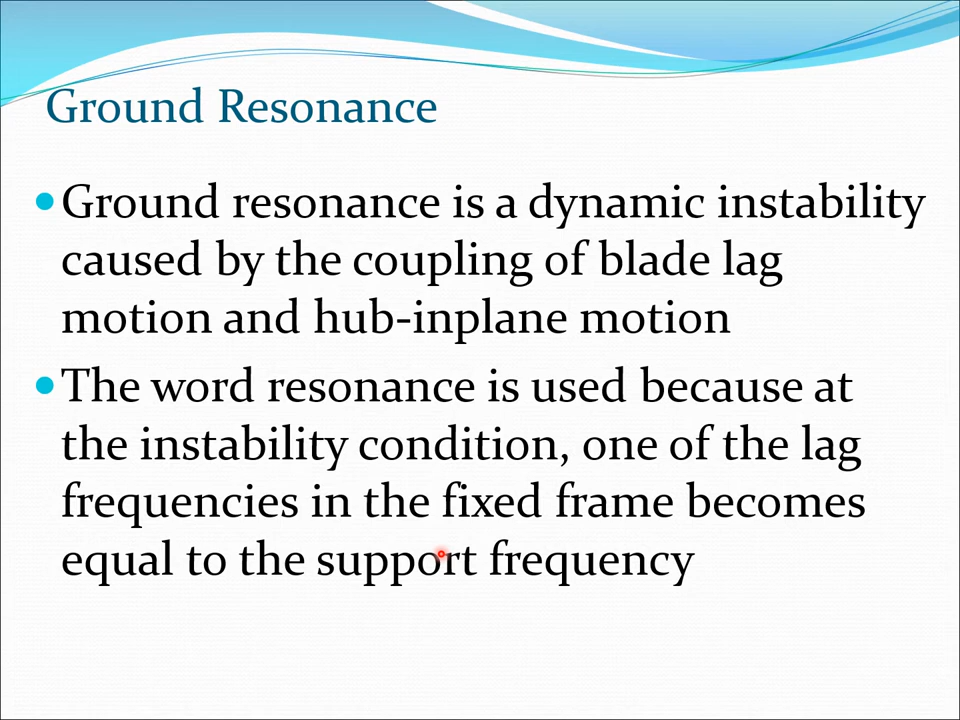 Ground Resonance
Ground resonance is a dynamic instability
caused by the coupling of blade lag
motion and hub-inplane motion
The word resonance is used because at
the instability condition, one of the lag
frequencies in the fixed frame becomes
equal to the support frequency